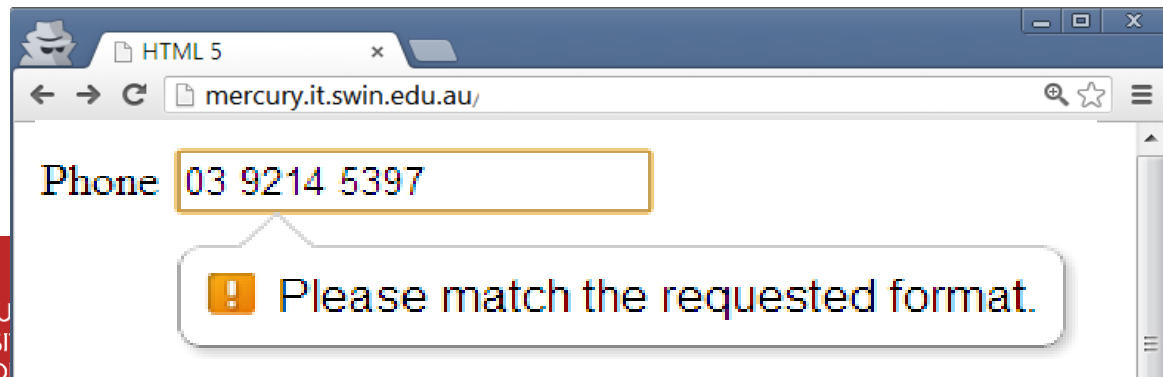 HTML 5
mercury.it.swin.edu.au/
Phone 03 9214 5397
Please match the requested format.